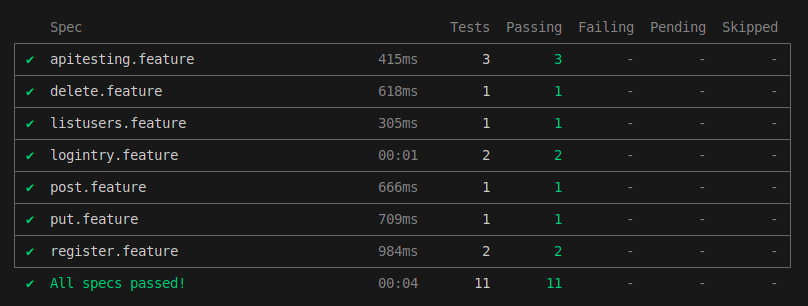 Spec Tests Passing Failing Pending Skipped
✔ apitesting.feature 415ms 3 3 - - -
✔ delete.feature 618ms 1 1 - - -
✔ listusers.feature 305ms 1 1 - - -
✔ logintry.feature 00:01 2 2 - - -
✔ post.feature 666ms 1 1 - - -
✔ put.feature 709ms 1 1 - - -
✔ register.feature 984ms 2 2 - - -
✔ All specs passed! 00:04 11 11 - - -